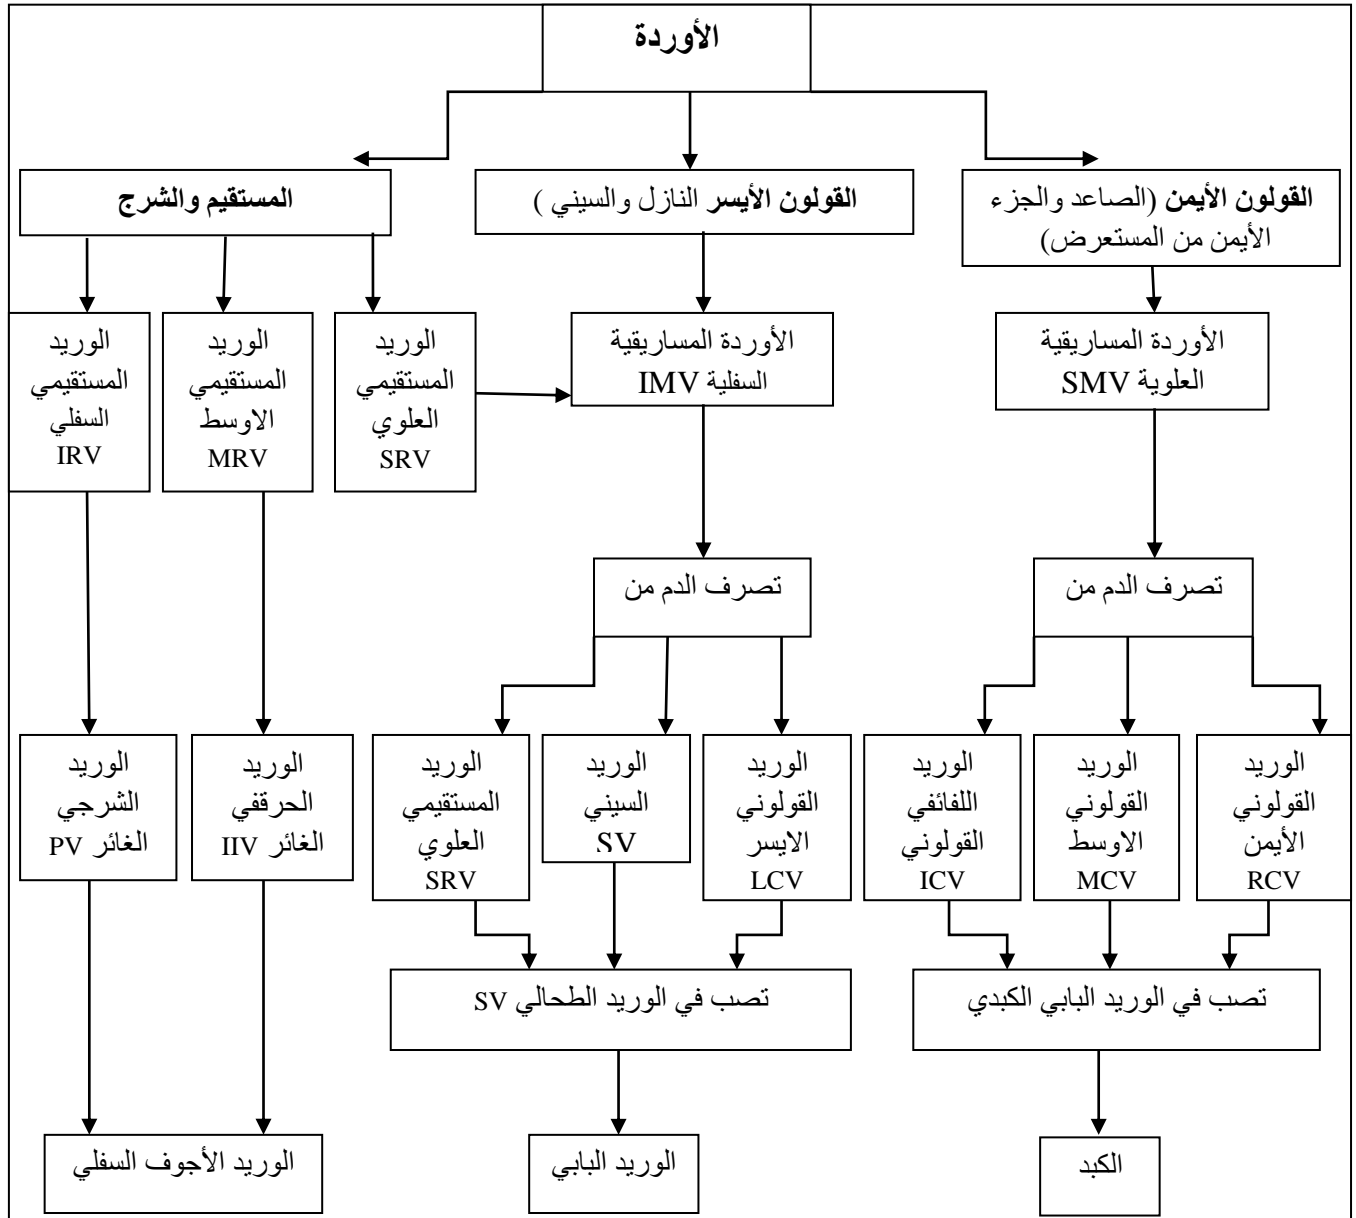 الأوردة
القولون الأيمن (الصاعد والجزء
الأيمن من المستعرض)
القولون الأيسر النازل والسيني )
المستقيم والشرج
الأوردة المساريقية
العلوية SMV
الأوردة المساريقية
السفلية IMV
الوريد
المستقيمي
العلوي
SRV
الوريد
المستقيمي
الاوسط
MRV
الوريد
المستقيمي
السفلي
IRV
تصرف الدم من
تصرف الدم من
الوريد
القولوني
الأيمن
RCV
الوريد
القولوني
الاوسط
MCV
الوريد
اللفائفي
القولوني
ICV
الوريد
القولوني
الايسر
LCV
الوريد
السيني
SV
الوريد
المستقيمي
العلوي
SRV
الوريد
الحرقفي
الغائر IIV
الوريد
الشرجي
الغائر PV
تصب في الوريد البابي الكبدي
تصب في الوريد الطحالي SV
الكبد
الوريد البابي
الوريد الأجوف السفلي